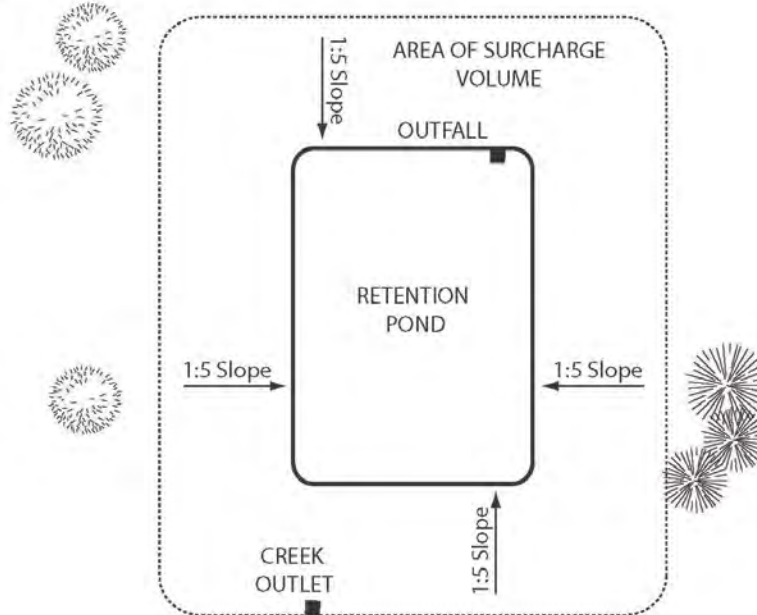 1:5 Slope
AREA OF SURCHARGE
VOLUME
OUTFALL
RETENTION
POND
1:5 Slope
1:5 Slope
1:5 Slope
CREEK
OUTLET